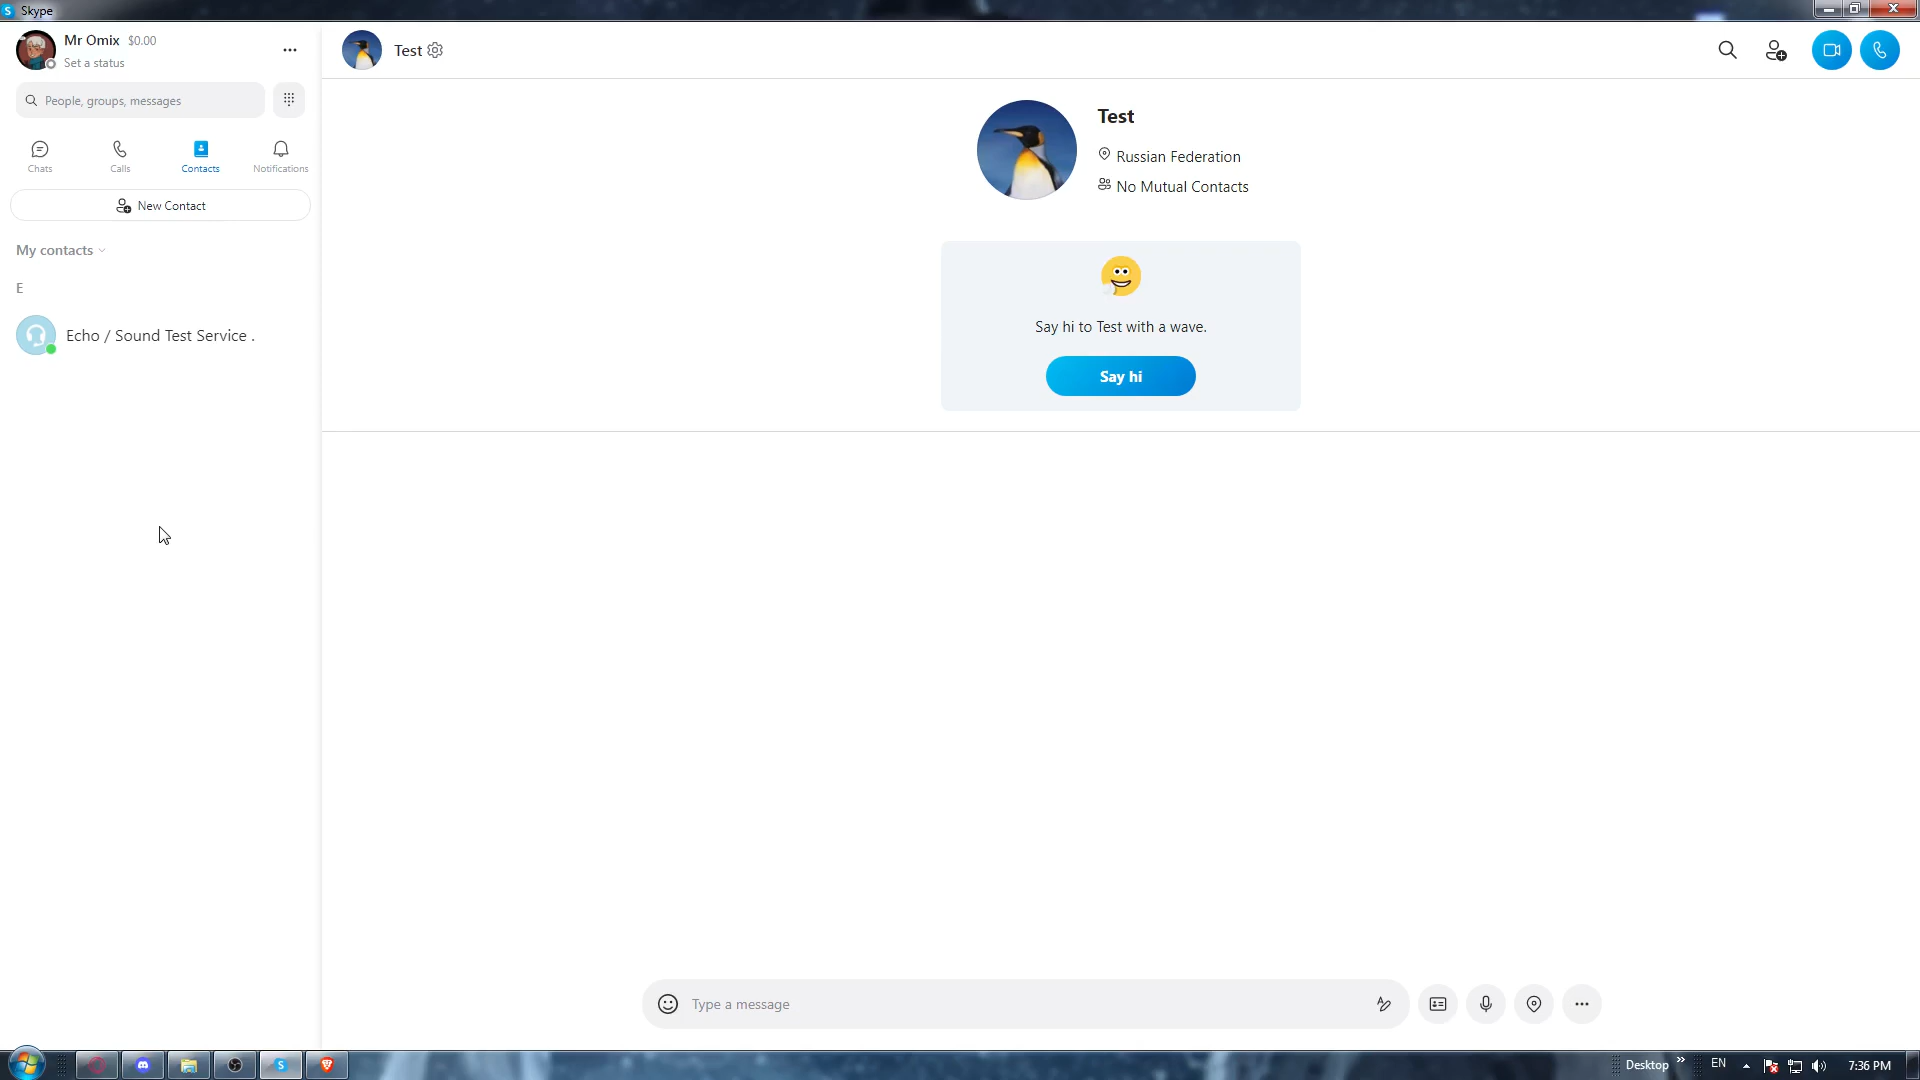 Skype
Mr Omix $0.00
Set a status
People, groups, messages
Chats Calls Contacts Notifications
New Contact
My contacts
E
Echo / Sound Test Service .
Test
Test
Russian Federation
No Mutual Contacts
Say hi to Test with a wave.
Say hi
Type a message
Desktop » EN 7:36 PM